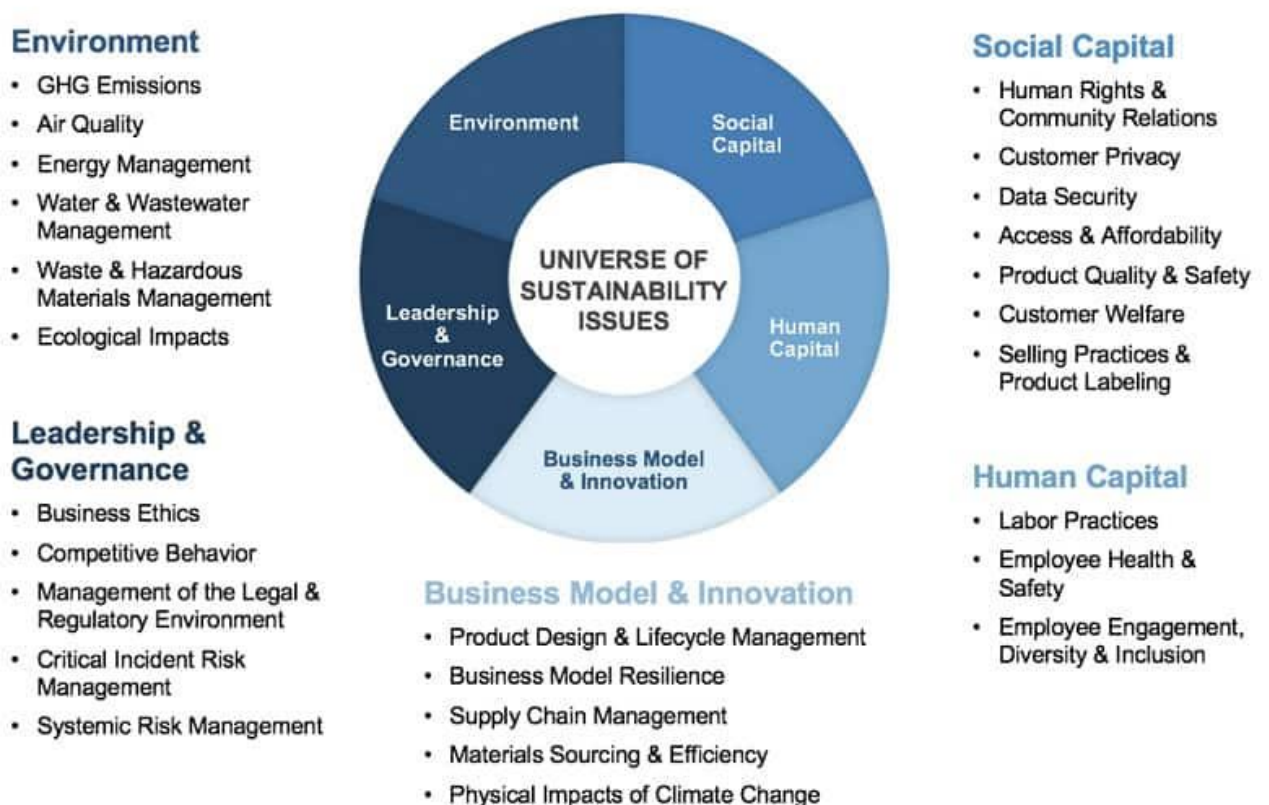 Environment
• GHG Emissions
• Air Quality
• Energy Management
• Water & Wastewater
Management
• Waste & Hazardous
Materials Management
• Ecological Impacts
Leadership &
Governance
• Business Ethics
• Competitive Behavior
• Management of the Legal &
Regulatory Environment
• Critical Incident Risk
Management
• Systemic Risk Management
Environment
Social
Capital
Leadership
&
Governance
UNIVERSE OF
SUSTAINABILITY
ISSUES
Human
Capital
Business Model
& Innovation
Business Model & Innovation
• Product Design & Lifecycle Management
• Business Model Resilience
• Supply Chain Management
• Materials Sourcing & Efficiency
• Physical Impacts of Climate Change
Social Capital
• Human Rights &
Community Relations
• Customer Privacy
• Data Security
• Access & Affordability
• Product Quality & Safety
• Customer Welfare
• Selling Practices &
Product Labeling
Human Capital
• Labor Practices
• Employee Health &
Safety
• Employee Engagement,
Diversity & Inclusion